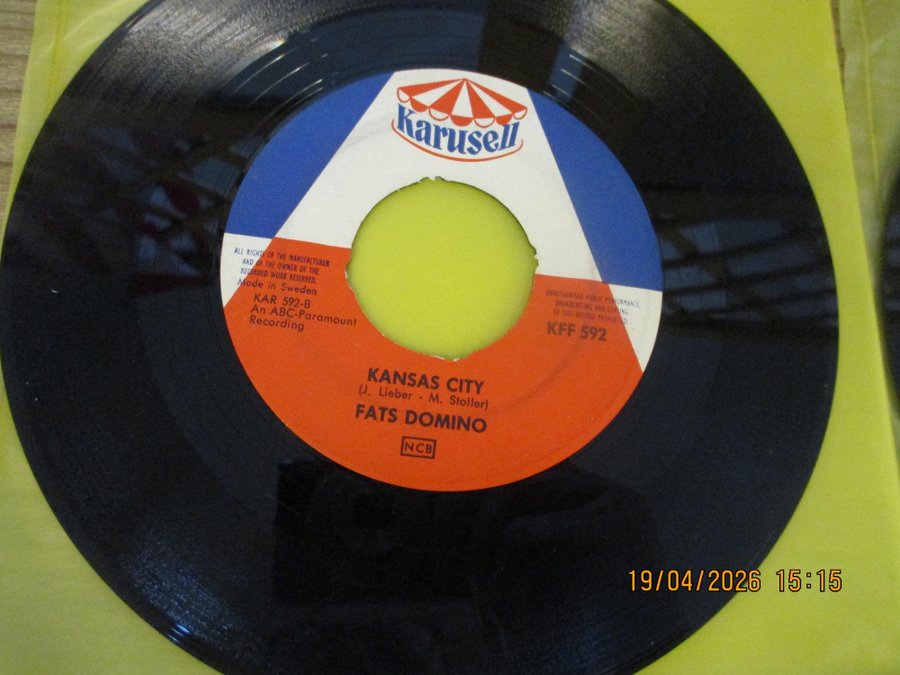 Karusell
ALL RIGHTS OF THE MANUFACTURER
AND OF THE OWNER OF THE
RECORDED WORK RESERVED.
Made in Sweden
KAR 592-B
An ABC-Paramount
Recording
UNAUTHORISED PUBLIC PERFORMANCE,
BROADCASTING AND COPYING
OF THIS RECORD PROHIBITED
KFF 592
KANSAS CITY
(J. Lieber - M. Stoller)
FATS DOMINO
NCB
19/04/2026 15:15